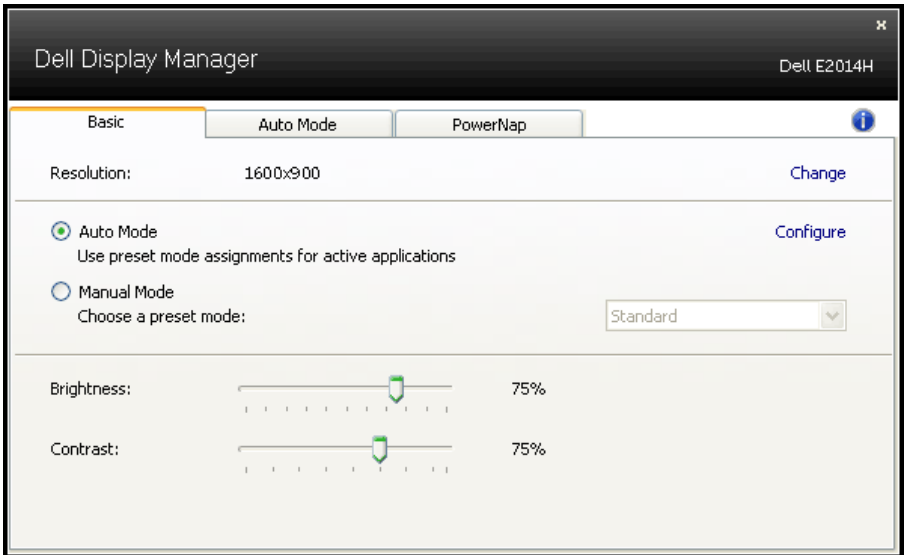 x
Dell Display Manager
Dell E2014H
Basic
Auto Mode
PowerNap
i
Resolution:
1600x900
Change
Auto Mode
Configure
Use preset mode assignments for active applications
Manual Mode
Choose a preset mode:
Standard
Brightness:
75%
Contrast:
75%